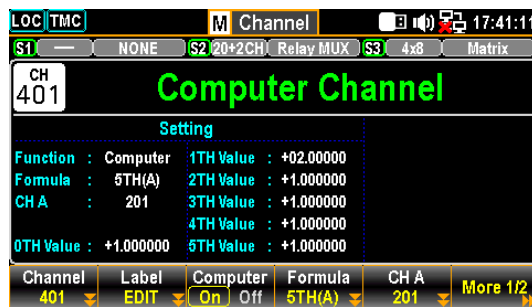 LOC TMC M Channel 17:41:11
S1 — NONE S2 20+2CH Relay MUX S3 4x8 Matrix
CH 401 Computer Channel
Setting
Function : Computer 1TH Value : +02.00000
Formula : 5TH(A) 2TH Value : +1.000000
CH A : 201 3TH Value : +1.000000
4TH Value : +1.000000
0TH Value : +1.000000 5TH Value : +1.000000
Channel Label Computer Formula CH A More 1/2
401 EDIT On Off 5TH(A) 201